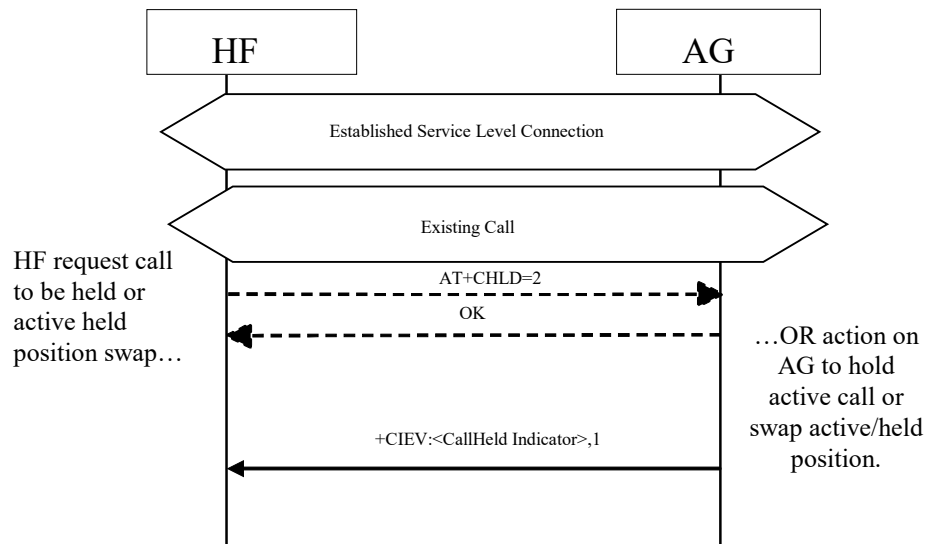 HF
AG
Established Service Level Connection
Existing Call
HF request call
to be held or
active held
position swap…
AT+CHLD=2
OK
…OR action on
AG to hold
active call or
swap active/held
position.
+CIEV:<CallHeld Indicator>,1